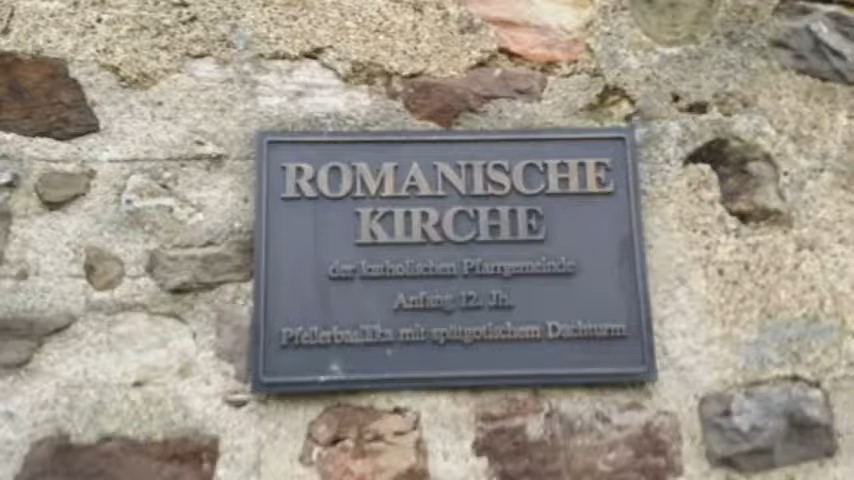 ROMANISCHE
KIRCHE
der katholischen Pfarrgemeinde
Anfang 12. Jh.
Pfeilerbasilika mit spätgotischem Dachturm